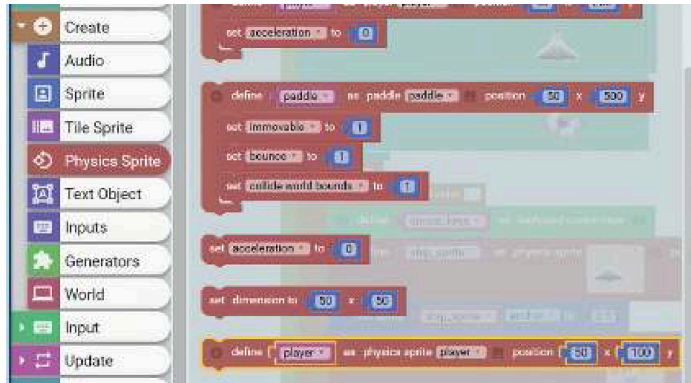 Create
Audio
Sprite
Tile Sprite
Physics Sprite
Text Object
Inputs
Generators
World
Input
Update
set acceleration to 0
define paddle as paddle paddle position 50 x 500 y
set immovable to 1
set bounce to 1
set collide world bounds to 1
set acceleration to 0
set dimension to 50 x 50
define player as physics sprite player position 50 x 100 y